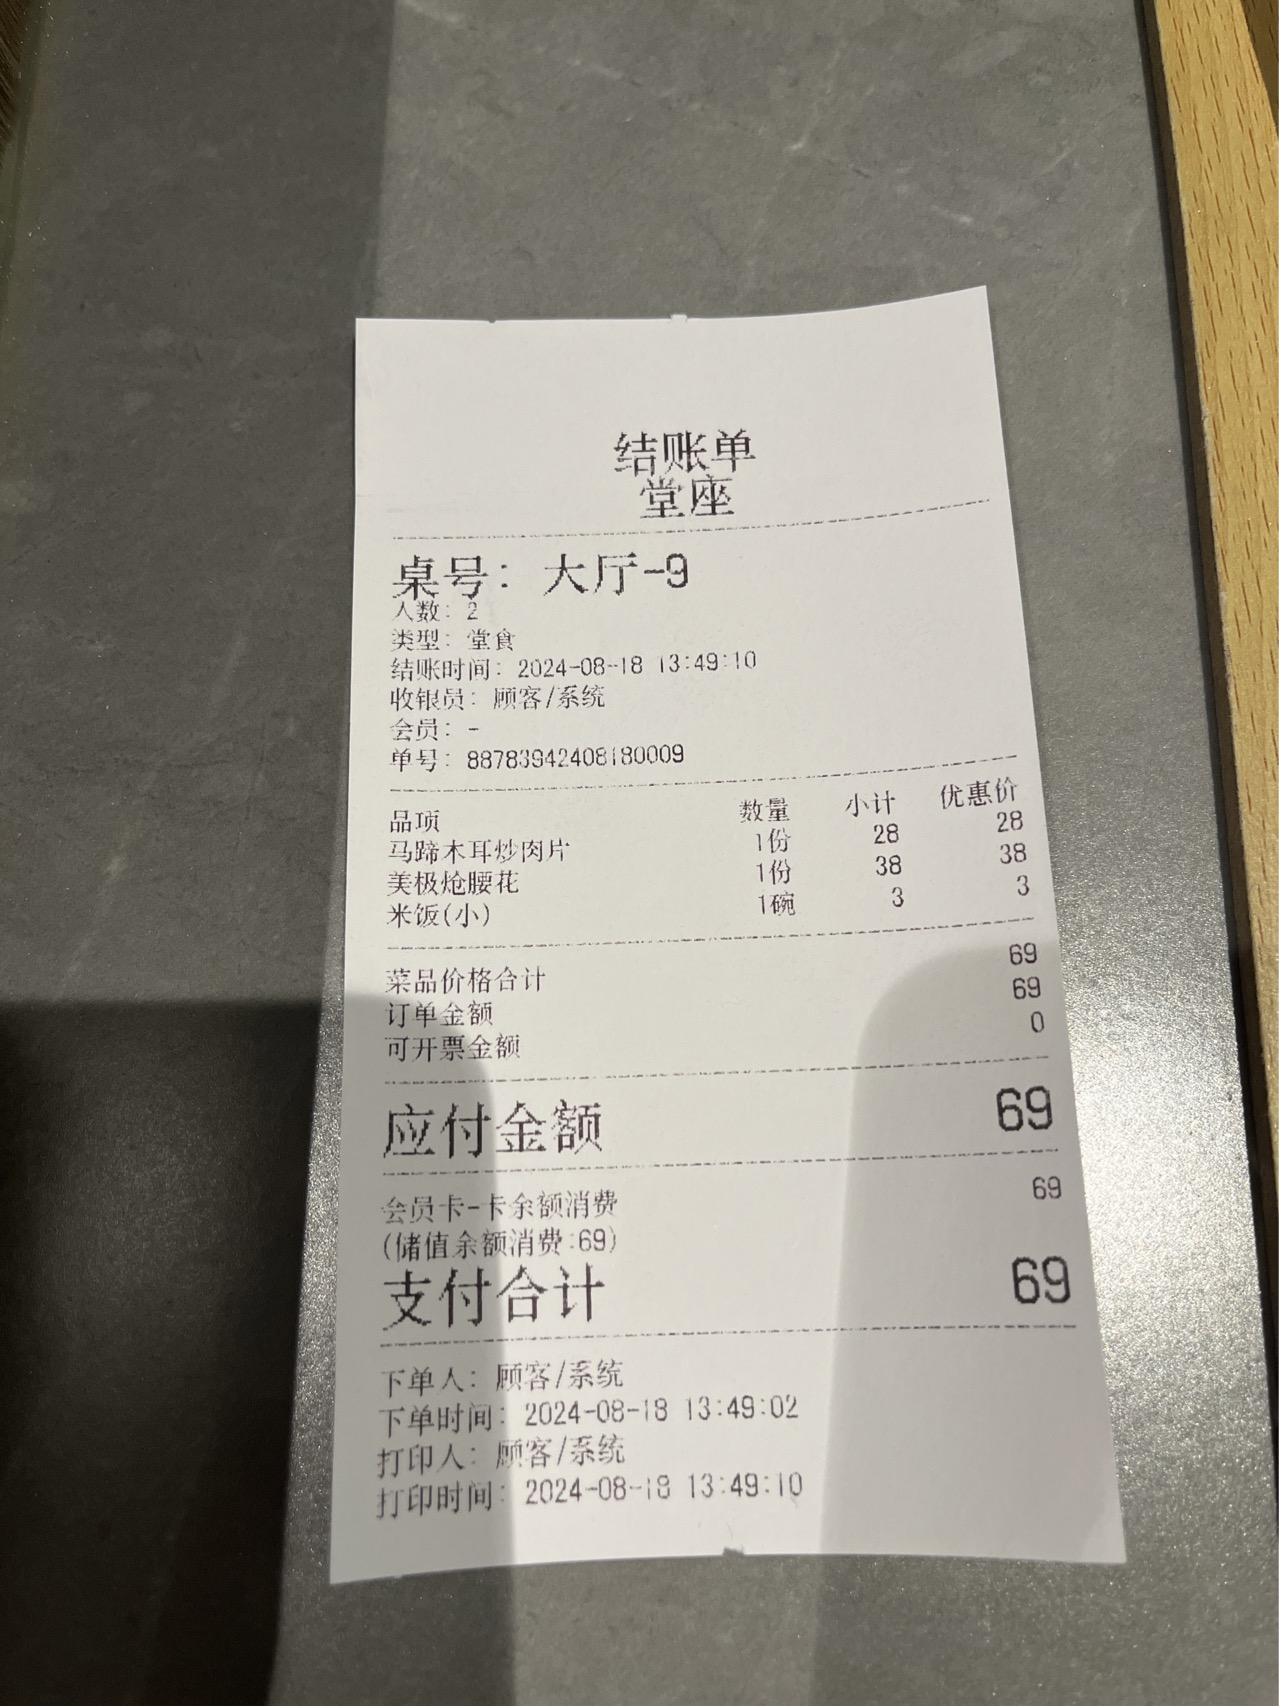 结账单
堂座
桌号: 大厅-9
人数: 2
类型: 堂食
结账时间: 2024-08-18 13:49:10
收银员: 顾客/系统
会员: -
单号: 88783942408180009
品项 数量 小计 优惠价
马蹄木耳炒肉片 1份 28 28
美极炝腰花 1份 38 38
米饭(小) 1碗 3 3
菜品价格合计 69
订单金额 69
可开票金额 0
应付金额 69
会员卡-卡余额消费 69
(储值余额消费:69)
支付合计 69
下单人: 顾客/系统
下单时间: 2024-08-18 13:49:02
打印人: 顾客/系统
打印时间: 2024-08-18 13:49:10